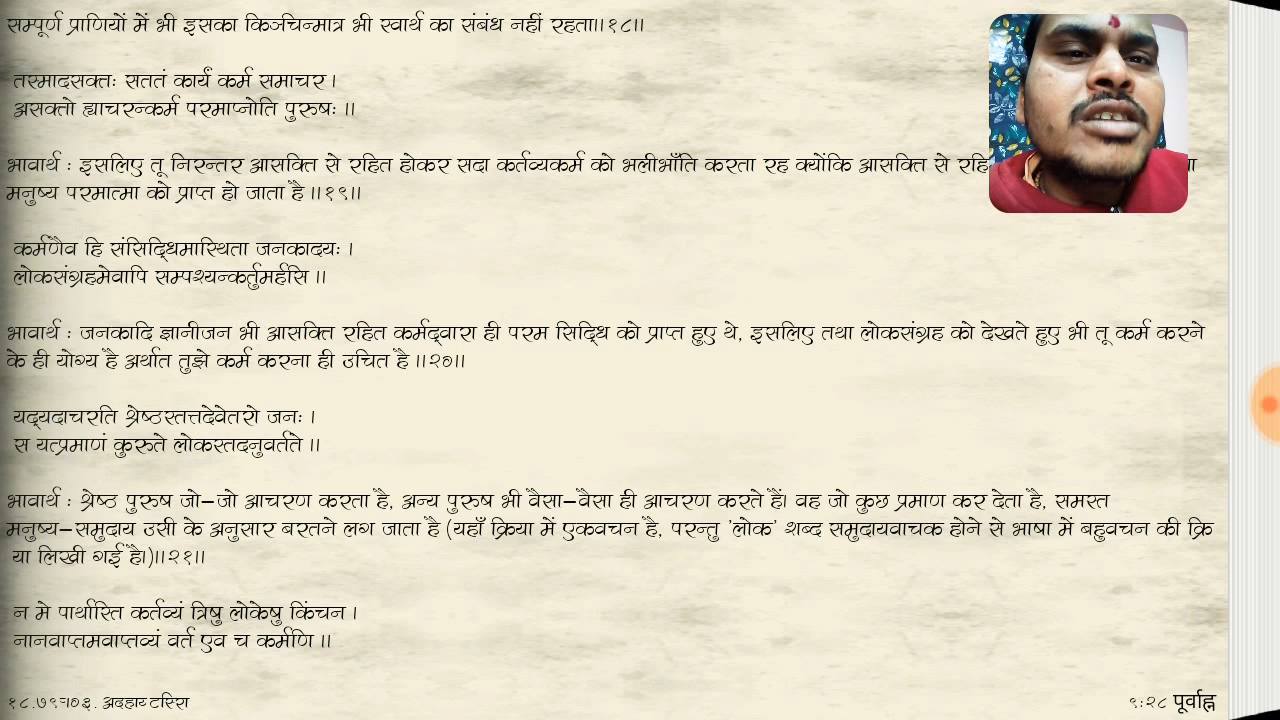 सम्पूर्ण प्राणियों में भी इसका किञ्चिन्मात्र भी स्वार्थ का संबंध नहीं रहता॥१८॥
तस्मादसक्तः सततं कार्यं कर्म समाचर ।
असक्तो ह्याचरन्कर्म परमाप्नोति पुरुषः ॥
भावार्थ : इसलिए तू निरन्तर आसक्ति से रहित होकर सदा कर्तव्यकर्म को भलीभाँति करता रह क्योंकि आसक्ति से
मनुष्य परमात्मा को प्राप्त हो जाता है ॥१९॥
कर्मणैव हि संसिद्धिमास्थिता जनकादयः ।
लोकसंग्रहमेवापि सम्पश्यन्कर्तुमर्हसि ॥
भावार्थ : जनकादि ज्ञानीजन भी आसक्ति रहित कर्मद्वारा ही परम सिद्धि को प्राप्त हुए थे, इसलिए तथा लोकसंग्रह को देखते हुए भी तू कर्म करने
के ही योग्य है अर्थात तुझे कर्म करना ही उचित है ॥२०॥
यद्यदाचरति श्रेष्ठस्तत्तदेवेतरो जनः ।
स यत्प्रमाणं कुरुते लोकस्तदनुवर्तते ॥
भावार्थ : श्रेष्ठ पुरुष जो-जो आचरण करता है, अन्य पुरुष भी वैसा-वैसा ही आचरण करते हैं। वह जो कुछ प्रमाण कर देता है, समस्त
मनुष्य-समुदाय उसी के अनुसार बरतने लग जाता है (यहाँ क्रिया में एकवचन है, परन्तु 'लोक' शब्द समुदायवाचक होने से भाषा में बहुवचन की क्रि
या लिखी गई है।)॥२१॥
न मे पार्थास्ति कर्तव्यं त्रिषु लोकेषु किंचन ।
नानवाप्तमवाप्तव्यं वर्त एव च कर्मणि ॥
९:२८ पूर्वाह्न